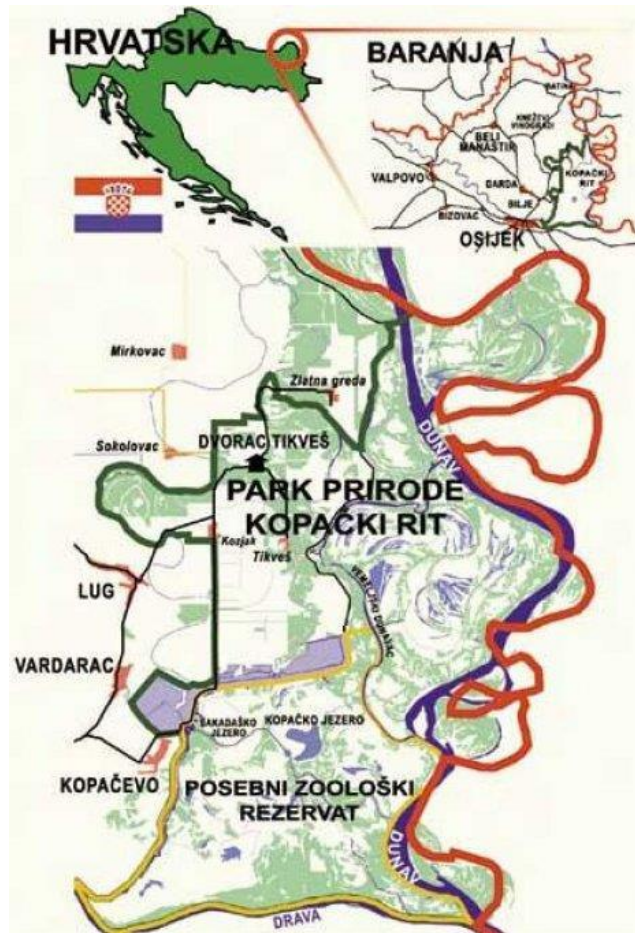 HRVATSKA
BARANJA
BATINA
KNEŽEVI
VINOGRADI
BELI
MANASTIR
KOPAČKI
RIT
VALPOVO
DARDA
BILJE
BIZOVAC
OSIJEK
Mirkovac
Zlatna greda
DUNAV
Sokolovac
DVORAC TIKVEŠ
PARK PRIRODE
KOPAČKI RIT
Kozjak
Tikveš
LUG
VEMELJSKI DUNAVAC
VARDARAC
SAKADAŠKO
JEZERO
KOPAČKO JEZERO
KOPAČEVO
POSEBNI ZOOLOŠKI
REZERVAT
DUNAV
DRAVA